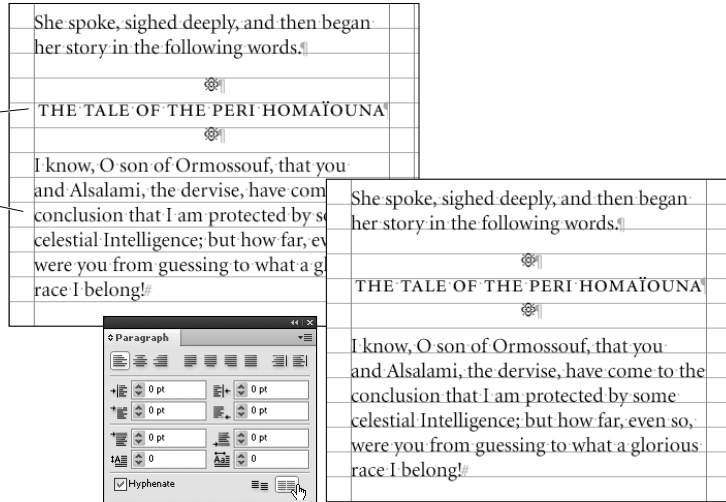 She spoke, sighed deeply, and then began
her story in the following words.¶
¶
THE TALE OF THE PERI HOMAÏOUNA¶
¶
I know, O son of Ormossouf, that you
and Alsalami, the dervise, have com
conclusion that I am protected by so
celestial Intelligence; but how far, ev
were you from guessing to what a gl
race I belong!#
She spoke, sighed deeply, and then began
her story in the following words.¶
¶
THE TALE OF THE PERI HOMAÏOUNA¶
¶
I know, O son of Ormossouf, that you
and Alsalami, the dervise, have come to the
conclusion that I am protected by some
celestial Intelligence; but how far, even so,
were you from guessing to what a glorious
race I belong!#
Paragraph
0 pt 0 pt
0 pt 0 pt
0 pt 0 pt
0 0
Hyphenate